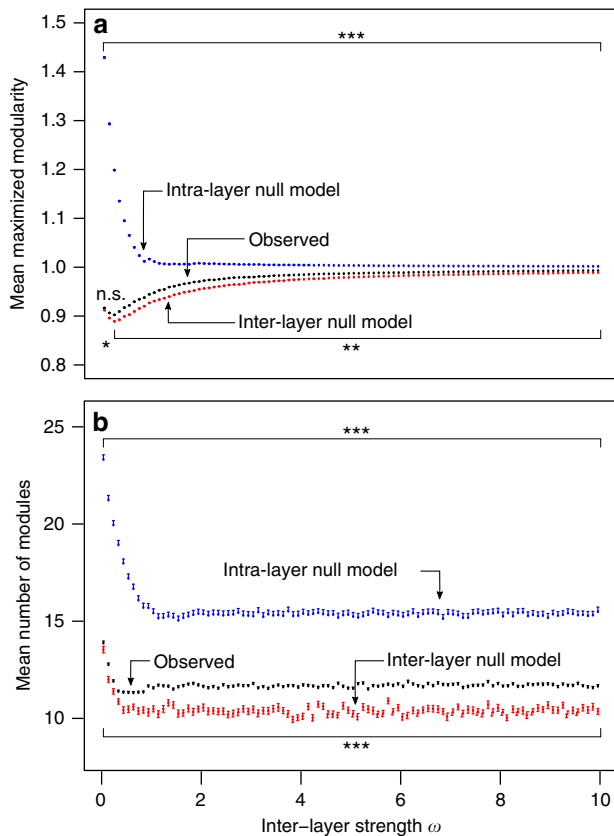 a
Mean maximized modularity
1.5
1.4
1.3
1.2
1.1
1.0
0.9
0.8
***
Intra-layer null model
Observed
n.s.
Inter-layer null model
*
**
b
Mean number of modules
25
20
15
10
***
Intra-layer null model
Observed
Inter-layer null model
***
0
2
4
6
8
10
Inter-layer strength ω